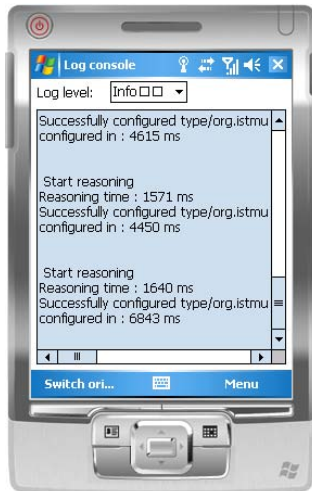 Log console
Log level: Info□□
Successfully configured type/org.istmu
configured in : 4615 ms
Start reasoning
Reasoning time : 1571 ms
Successfully configured type/org.istmu
configured in : 4450 ms
Start reasoning
Reasoning time : 1640 ms
Successfully configured type/org.istmu
configured in : 6843 ms
Switch ori... Menu